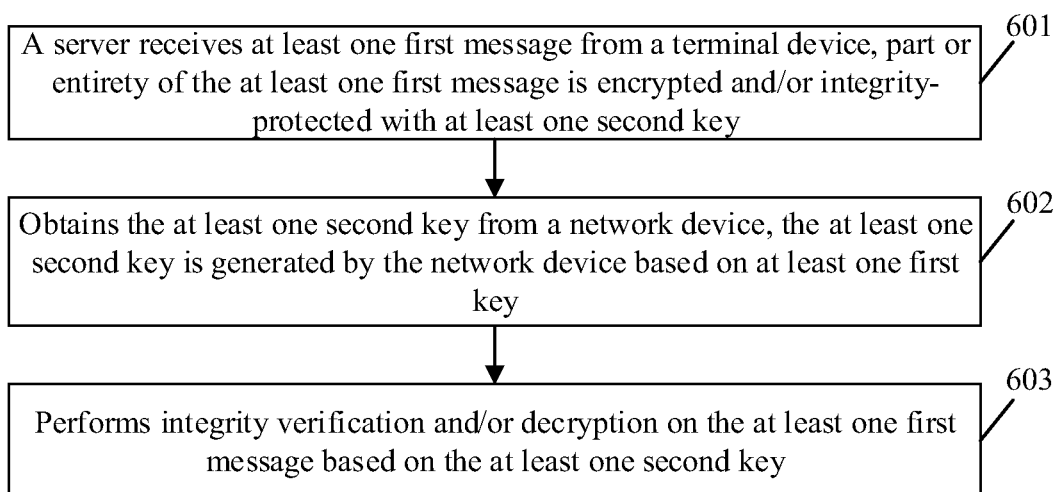 601
A server receives at least one first message from a terminal device, part or
entirety of the at least one first message is encrypted and/or integrity-
protected with at least one second key
602
Obtains the at least one second key from a network device, the at least one
second key is generated by the network device based on at least one first
key
603
Performs integrity verification and/or decryption on the at least one first
message based on the at least one second key